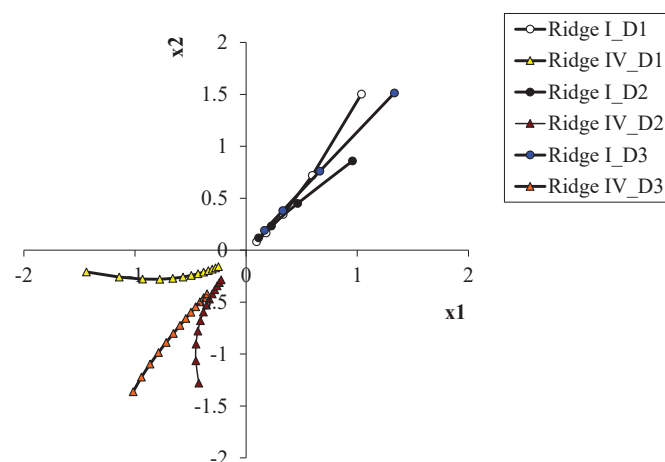 x2
2
1.5
1
0.5
0
-2
-1
0
1
2
x1
-0.5
-1
-1.5
-2
Ridge I_D1
Ridge IV_D1
Ridge I_D2
Ridge IV_D2
Ridge I_D3
Ridge IV_D3